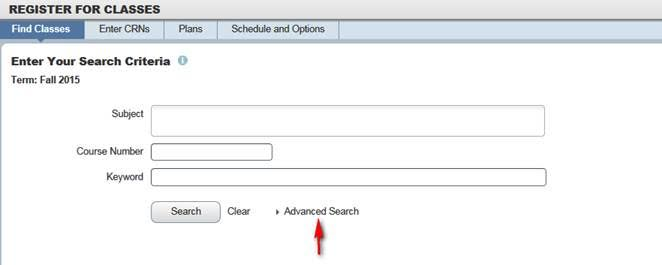 REGISTER FOR CLASSES
Find Classes Enter CRNs Plans Schedule and Options
Enter Your Search Criteria
Term: Fall 2015
Subject
Course Number
Keyword
Search Clear Advanced Search